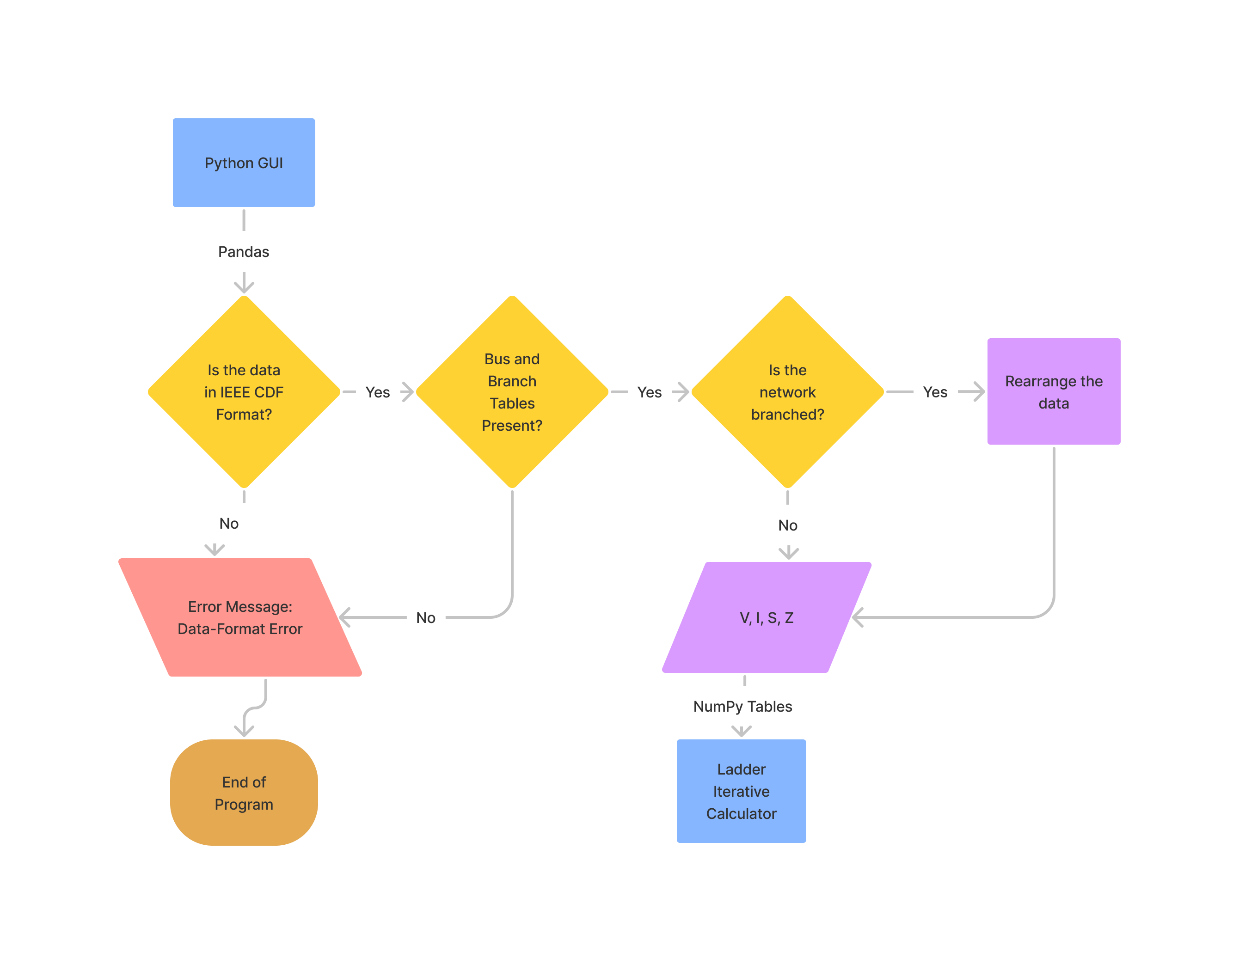 Python GUI
Pandas
Is the data
in IEEE CDF
Format?
Yes
Bus and
Branch
Tables
Present?
Yes
Is the
network
branched?
Yes
Rearrange the
data
No
No
Error Message:
Data-Format Error
No
V, I, S, Z
NumPy Tables
End of
Program
Ladder
Iterative
Calculator